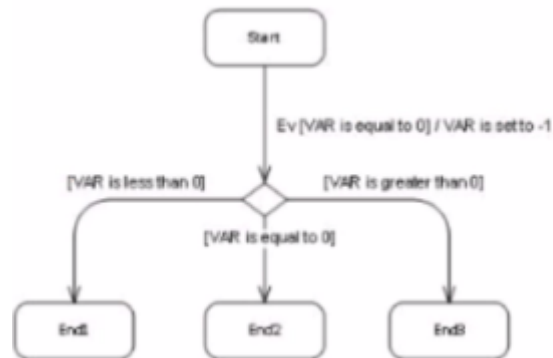 Start
Ev [VAR is equal to 0] / VAR is set to -1
[VAR is less than 0]
[VAR is greater than 0]
[VAR is equal to 0]
End1
End2
End3